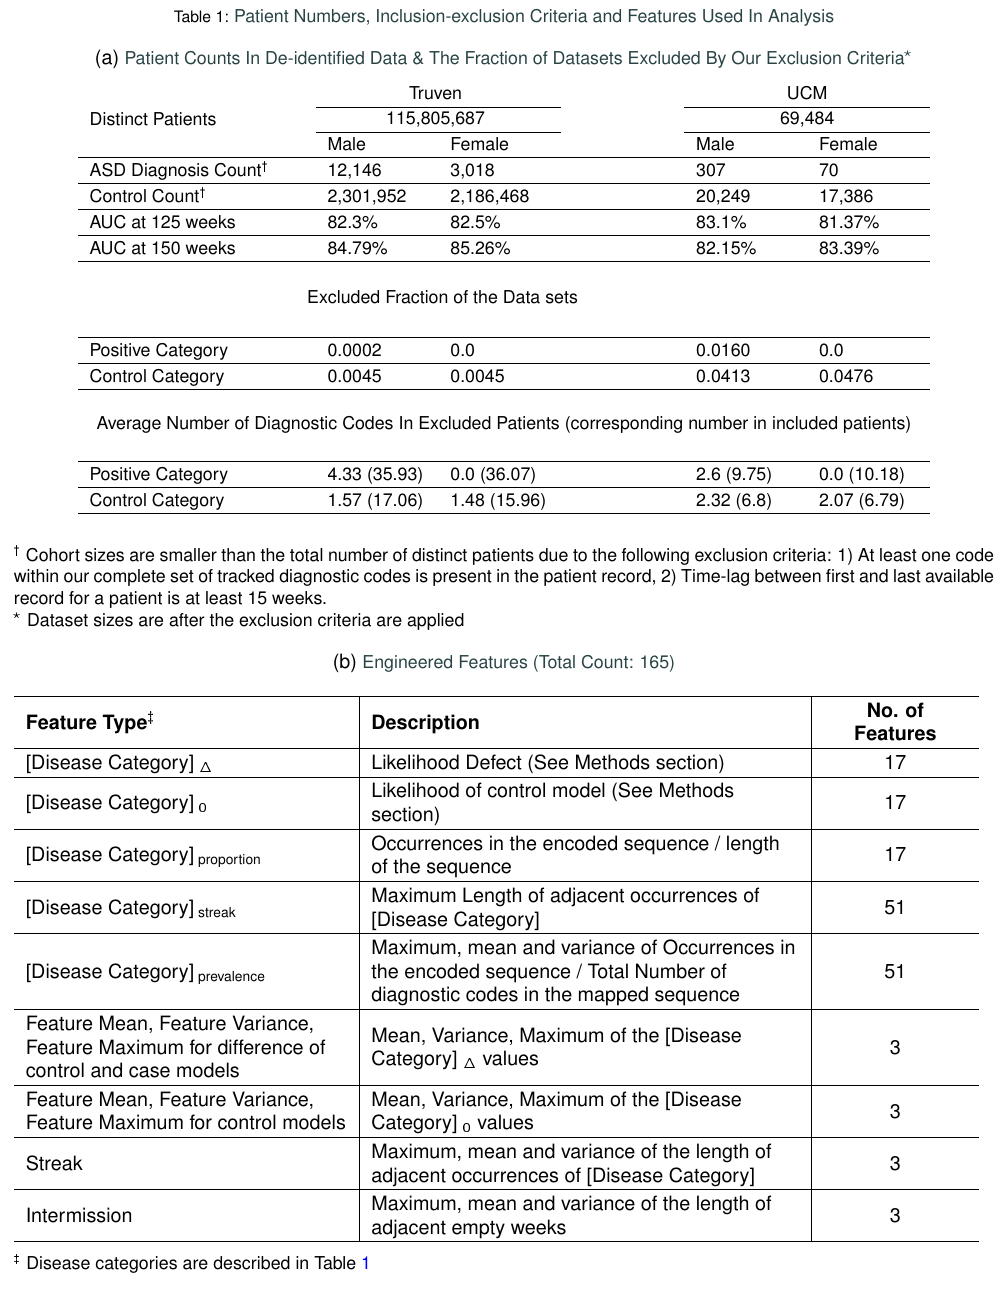 Table 1: Patient Numbers, Inclusion-exclusion Criteria and Features Used In Analysis
(a) Patient Counts In De-identified Data & The Fraction of Datasets Excluded By Our Exclusion Criteria*
Truven UCM
Distinct Patients 115,805,687 69,484
Male Female Male Female
ASD Diagnosis Count† 12,146 3,018 307 70
Control Count† 2,301,952 2,186,468 20,249 17,386
AUC at 125 weeks 82.3% 82.5% 83.1% 81.37%
AUC at 150 weeks 84.79% 85.26% 82.15% 83.39%
Excluded Fraction of the Data sets
Positive Category 0.0002 0.0 0.0160 0.0
Control Category 0.0045 0.0045 0.0413 0.0476
Average Number of Diagnostic Codes In Excluded Patients (corresponding number in included patients)
Positive Category 4.33 (35.93) 0.0 (36.07) 2.6 (9.75) 0.0 (10.18)
Control Category 1.57 (17.06) 1.48 (15.96) 2.32 (6.8) 2.07 (6.79)
† Cohort sizes are smaller than the total number of distinct patients due to the following exclusion criteria: 1) At least one code
within our complete set of tracked diagnostic codes is present in the patient record, 2) Time-lag between first and last available
record for a patient is at least 15 weeks.
* Dataset sizes are after the exclusion criteria are applied
(b) Engineered Features (Total Count: 165)
Feature Type‡ Description No. of
Features
[Disease Category] △ Likelihood Defect (See Methods section) 17
[Disease Category] 0 Likelihood of control model (See Methods
section) 17
[Disease Category] proportion Occurrences in the encoded sequence / length
of the sequence 17
[Disease Category] streak Maximum Length of adjacent occurrences of
[Disease Category] 51
[Disease Category] prevalence Maximum, mean and variance of Occurrences in
the encoded sequence / Total Number of
diagnostic codes in the mapped sequence 51
Feature Mean, Feature Variance,
Feature Maximum for difference of
control and case models Mean, Variance, Maximum of the [Disease
Category] △ values 3
Feature Mean, Feature Variance,
Feature Maximum for control models Mean, Variance, Maximum of the [Disease
Category] 0 values 3
Streak Maximum, mean and variance of the length of
adjacent occurrences of [Disease Category] 3
Intermission Maximum, mean and variance of the length of
adjacent empty weeks 3
‡ Disease categories are described in Table 1